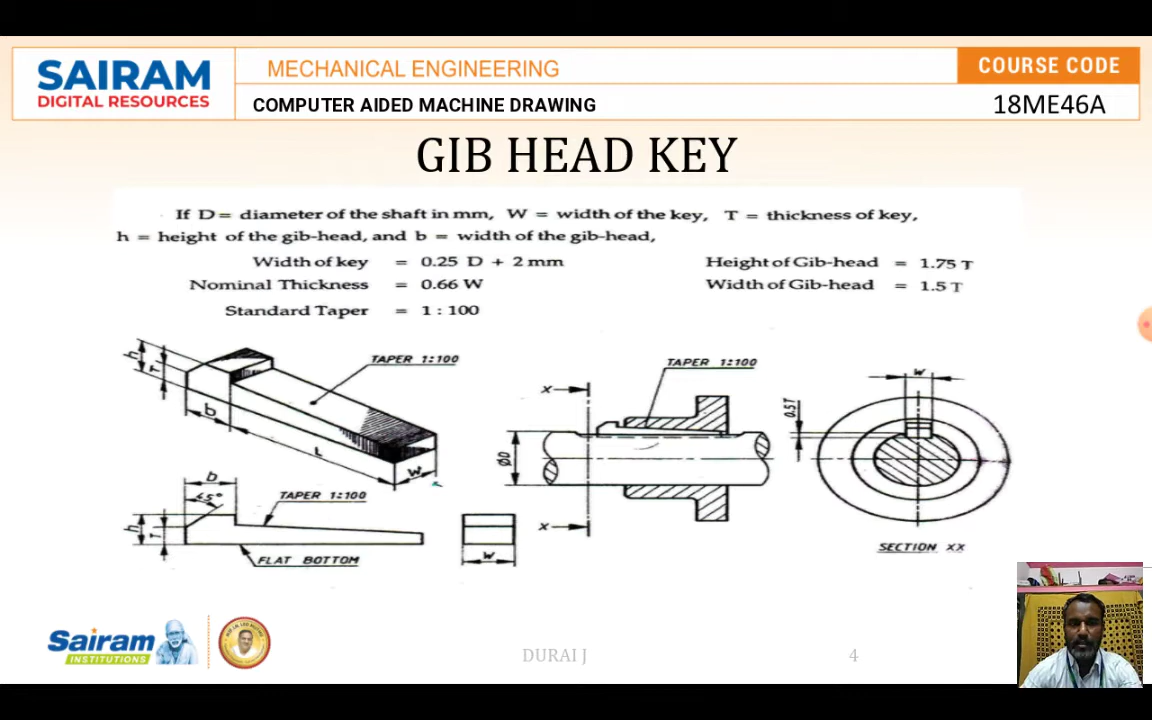 SAIRAM
DIGITAL RESOURCES
MECHANICAL ENGINEERING
COURSE CODE
COMPUTER AIDED MACHINE DRAWING
18ME46A
GIB HEAD KEY
If D = diameter of the shaft in mm, W = width of the key, T = thickness of key,
h = height of the gib-head, and b = width of the gib-head,
Width of key = 0.25 D + 2 mm
Height of Gib-head = 1.75 T
Nominal Thickness = 0.66 W
Width of Gib-head = 1.5 T
Standard Taper = 1 : 100
h
T
TAPER 1:100
b
L
W
TAPER 1:100
X
ØD
X
W
0.5T
SECTION XX
b
45°
TAPER 1:100
h
T
FLAT BOTTOM
W
Sairam
INSTITUTIONS
DURAI J
4